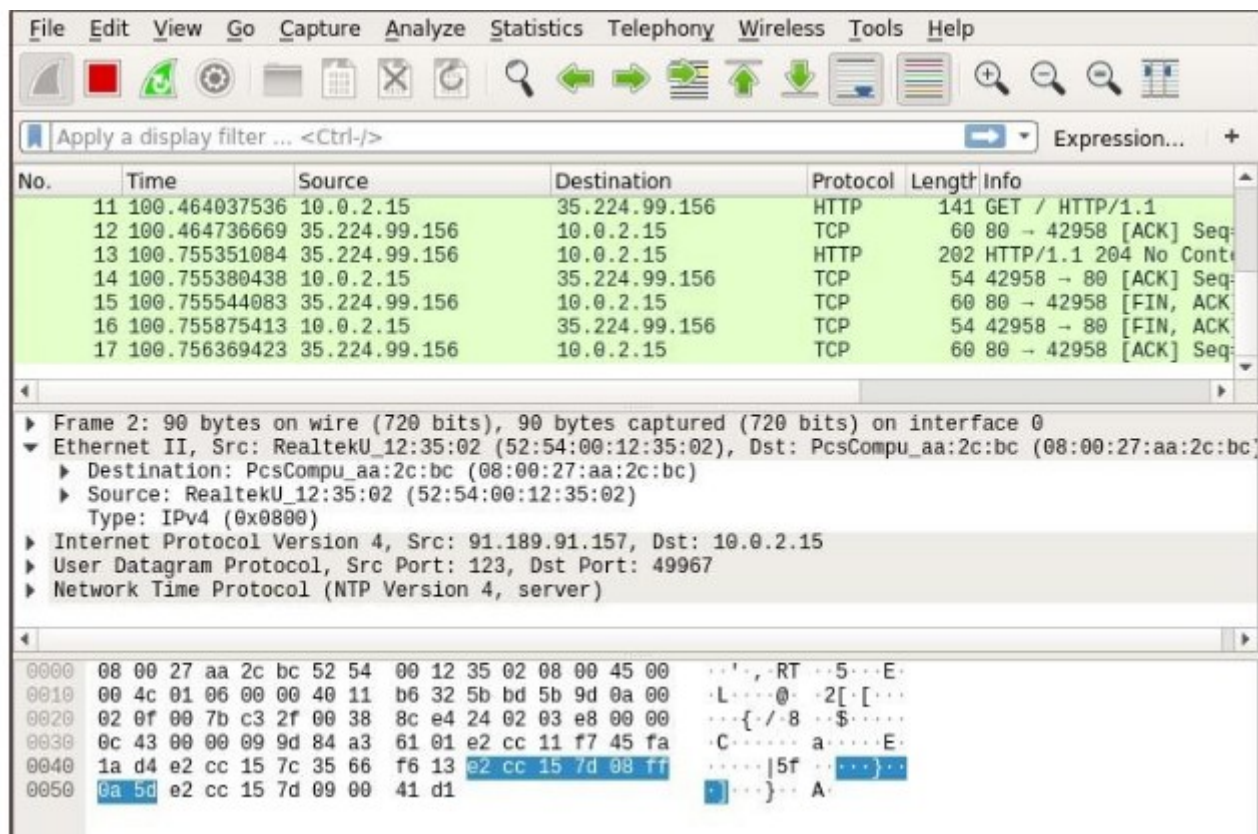 File Edit View Go Capture Analyze Statistics Telephony Wireless Tools Help
Apply a display filter ... <Ctrl-/> Expression... +
No. Time Source Destination Protocol Length Info
11 100.464037536 10.0.2.15 35.224.99.156 HTTP 141 GET / HTTP/1.1
12 100.464736669 35.224.99.156 10.0.2.15 TCP 60 80 → 42958 [ACK] Seq=
13 100.755351084 35.224.99.156 10.0.2.15 HTTP 202 HTTP/1.1 204 No Conte
14 100.755380438 10.0.2.15 35.224.99.156 TCP 54 42958 → 80 [ACK] Seq=
15 100.755544083 35.224.99.156 10.0.2.15 TCP 60 80 → 42958 [FIN, ACK
16 100.755875413 10.0.2.15 35.224.99.156 TCP 54 42958 → 80 [FIN, ACK
17 100.756369423 35.224.99.156 10.0.2.15 TCP 60 80 → 42958 [ACK] Seq=
Frame 2: 90 bytes on wire (720 bits), 90 bytes captured (720 bits) on interface 0
Ethernet II, Src: RealtekU_12:35:02 (52:54:00:12:35:02), Dst: PcsCompu_aa:2c:bc (08:00:27:aa:2c:bc)
Destination: PcsCompu_aa:2c:bc (08:00:27:aa:2c:bc)
Source: RealtekU_12:35:02 (52:54:00:12:35:02)
Type: IPv4 (0x0800)
Internet Protocol Version 4, Src: 91.189.91.157, Dst: 10.0.2.15
User Datagram Protocol, Src Port: 123, Dst Port: 49967
Network Time Protocol (NTP Version 4, server)
0000 08 00 27 aa 2c bc 52 54 00 12 35 02 08 00 45 00 ··'·,·RT ··5···E·
0010 00 4c 01 06 00 00 40 11 b6 32 5b bd 5b 9d 0a 00 ·L····@· ·2[·[···
0020 02 0f 00 7b c3 2f 00 38 8c e4 24 02 03 e8 00 00 ···{·/·8 ··$·····
0030 0c 43 00 00 09 9d 84 a3 61 01 e2 cc 11 f7 45 fa ·C······ a·····E·
0040 1a d4 e2 cc 15 7c 35 66 f6 13 e2 cc 15 7d 08 ff ·····|5f ·····}··
0050 0a 5d e2 cc 15 7d 09 00 41 d1 ·]···}·· A·